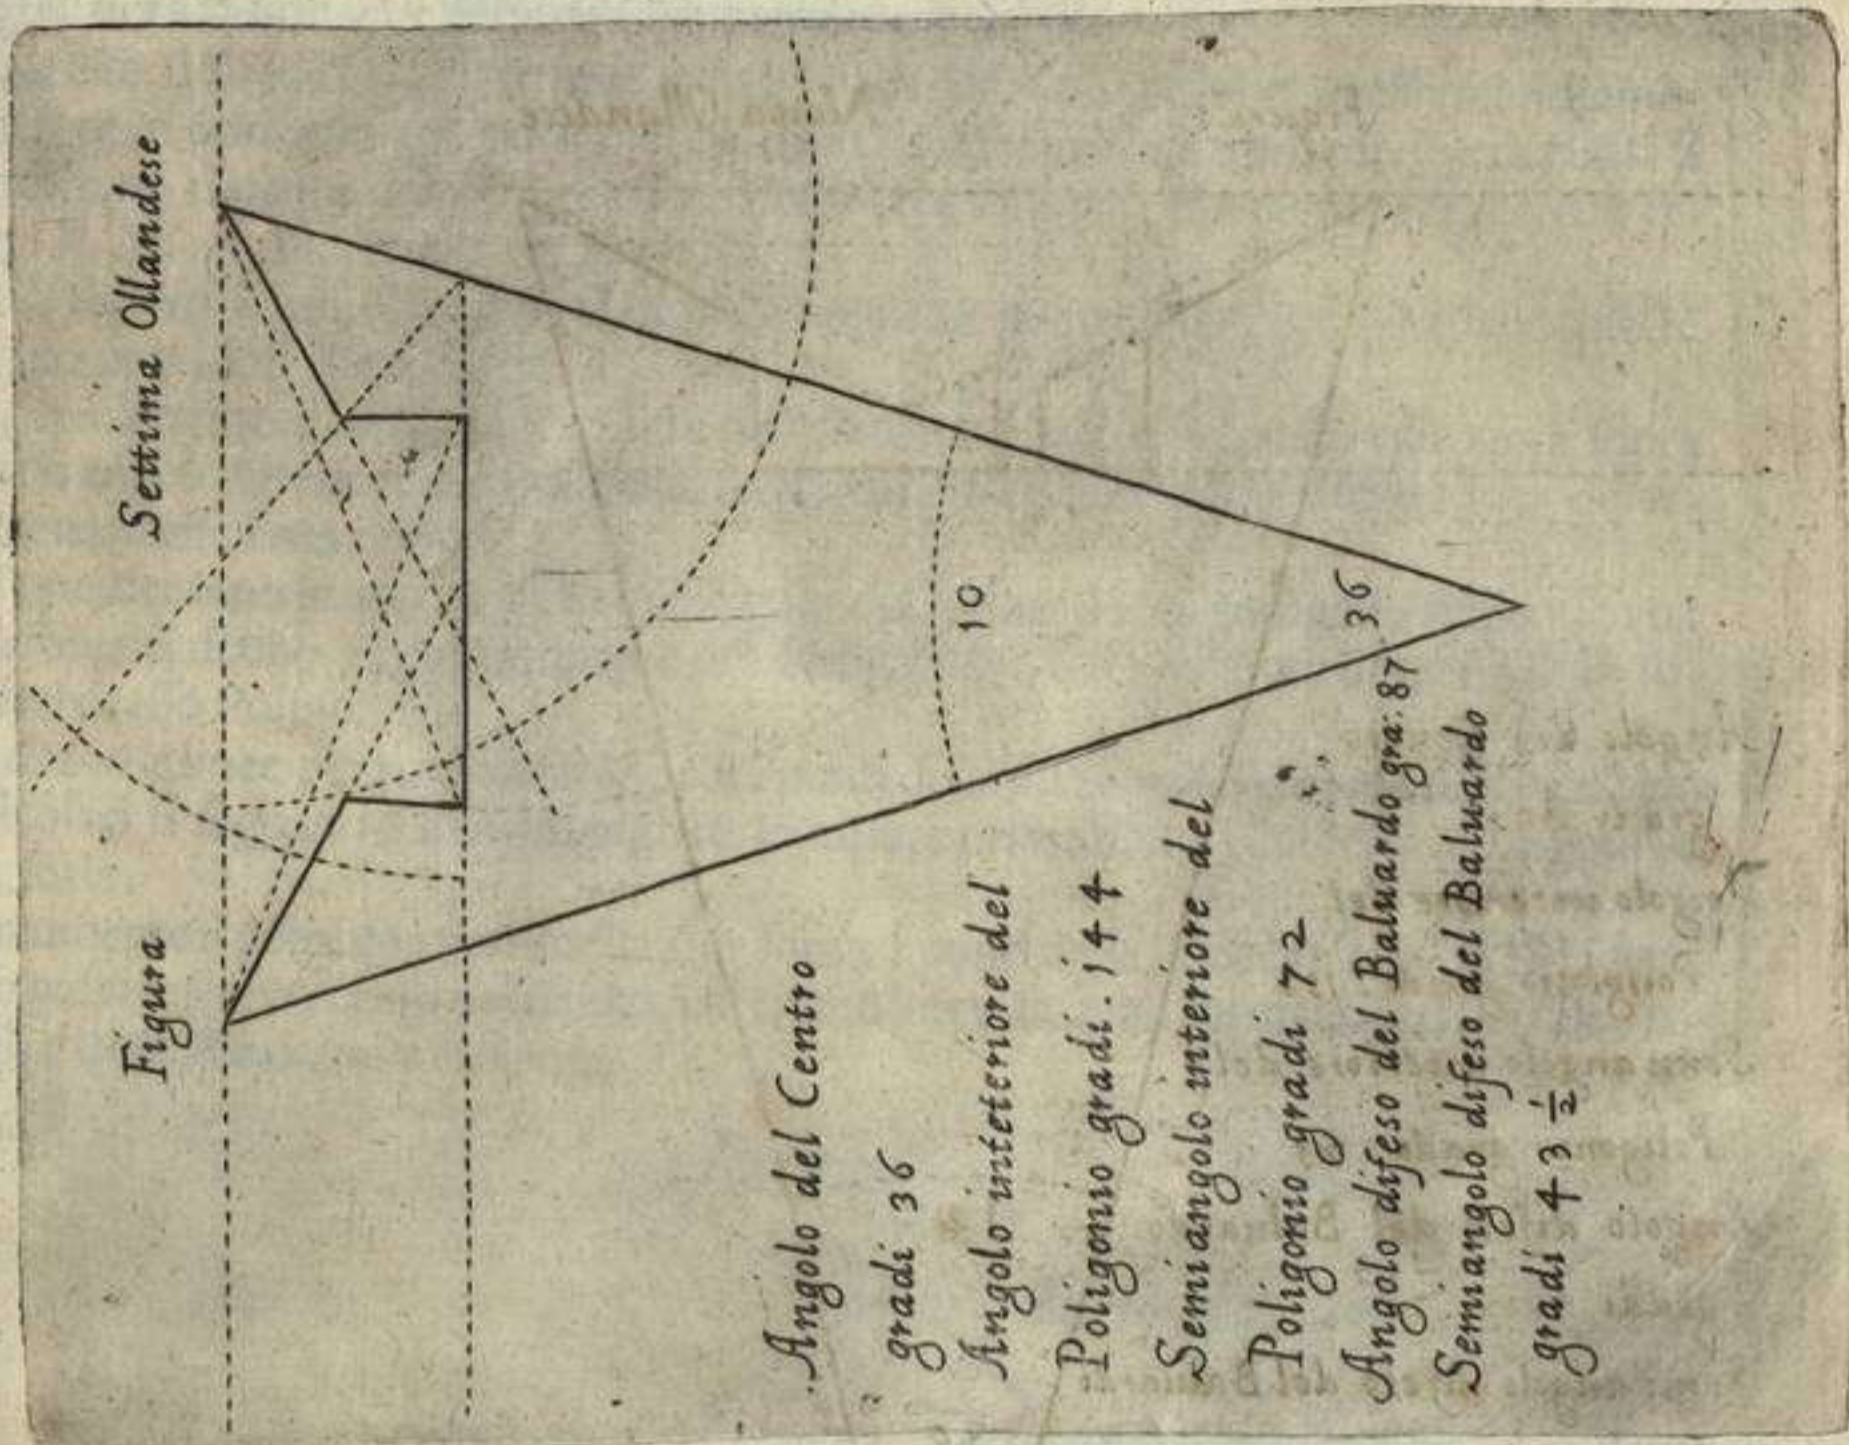 Figura Settima Ollandese
10
36
Angolo del Centro
gradi 36
Angolo inteteriore del
Poligonio gradi. 144
Semiangolo interiore del
Poligonio gradi 72
Angolo difeso del Baluardo gra: 87
Semiangolo difeso del Baluardo
gradi 43 1/2